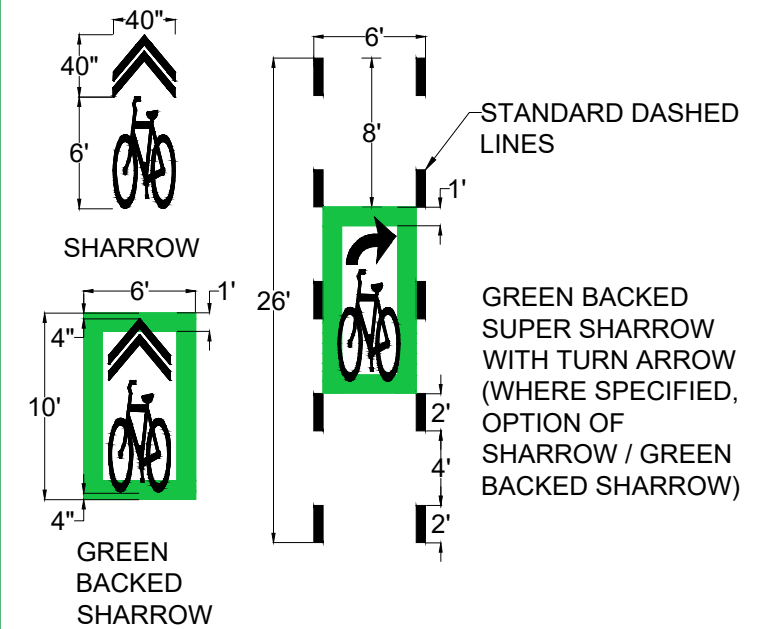 40"
40"
6'
SHARROW
6'
1'
4"
10'
4"
GREEN
BACKED
SHARROW
6'
8'
26'
STANDARD DASHED
LINES
1'
GREEN BACKED
SUPER SHARROW
WITH TURN ARROW
(WHERE SPECIFIED,
OPTION OF
SHARROW / GREEN
BACKED SHARROW)
2'
4'
2'